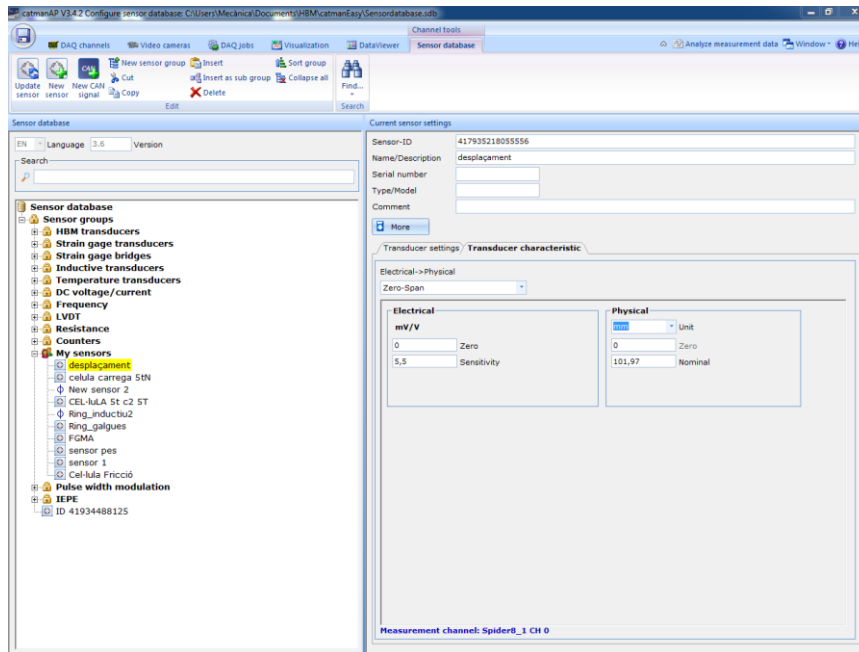 catmanAP V3.4.2 Configure sensor database: C:\Users\Mecànica\Documents\HBM\catmanEasy\Sensordatabase.sdb
Channel tools
DAQ channels Video cameras DAQ jobs Visualization DataViewer Sensor database Analyze measurement data Window Hel
Update sensor
New sensor
New CAN signal
New sensor group Insert Sort group
Cut Insert as sub group Collapse all
Copy Delete
Find...
Edit Search
Sensor database
EN Language 3.6 Version
Search
Sensor database
Sensor groups
HBM transducers
Strain gage transducers
Strain gage bridges
Inductive transducers
Temperature transducers
DC voltage/current
Frequency
LVDT
Resistance
Counters
My sensors
desplaçament
celula carrega 5tN
New sensor 2
CEL·luLA 5t c2 5T
Ring_inductiu2
Ring_galgues
FGMA
sensor pes
sensor 1
Cel·lula Fricció
Pulse width modulation
IEPE
ID 41934488125
Current sensor settings
Sensor-ID 417935218055556
Name/Description desplaçament
Serial number
Type/Model
Comment
More
Transducer settings Transducer characteristic
Electrical->Physical
Zero-Span
Electrical
mV/V
0 Zero
5,5 Sensitivity
Physical
mm Unit
0 Zero
101,97 Nominal
Measurement channel: Spider8_1 CH 0